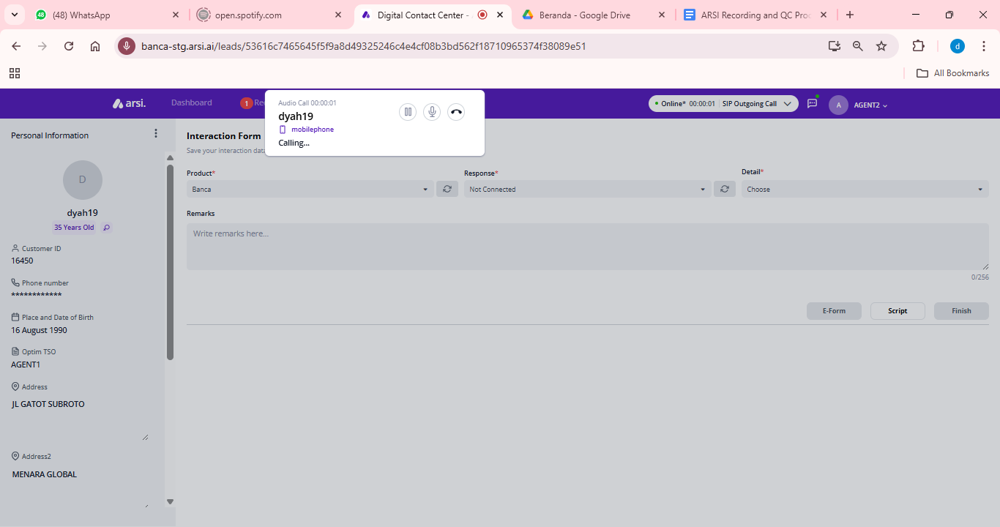 (48) WhatsApp
open.spotify.com
Digital Contact Center -
Beranda - Google Drive
ARSI Recording and QC Proc
banca-stg.arsi.ai/leads/53616c7465645f5f9a8d49325246c4e4cf08b3bd562f18710965374f38089e51
d
All Bookmarks
arsi.
Dashboard
1
Audio Call 00:00:01
dyah19
mobilephone
Calling...
Online* 00:00:01
SIP Outgoing Call
A
AGENT2
Personal Information
D
dyah19
35 Years Old
Customer ID
16450
Phone number
************
Place and Date of Birth
16 August 1990
Optim TSO
AGENT1
Address
JL GATOT SUBROTO
Address2
MENARA GLOBAL
Interaction Form
Save your interaction data
Product*
Banca
Response*
Not Connected
Detail*
Choose
Remarks
Write remarks here...
0/256
E-Form
Script
Finish